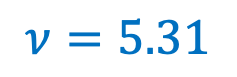 ν = 5.31